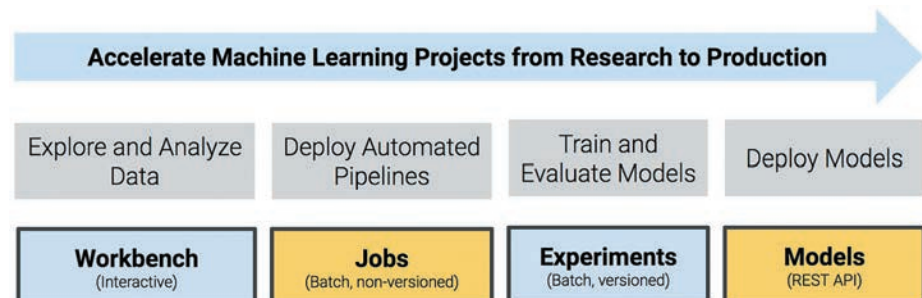 Accelerate Machine Learning Projects from Research to Production
Explore and Analyze
Data
Deploy Automated
Pipelines
Train and
Evaluate Models
Deploy Models
Workbench
(Interactive)
Jobs
(Batch, non-versioned)
Experiments
(Batch, versioned)
Models
(REST API)